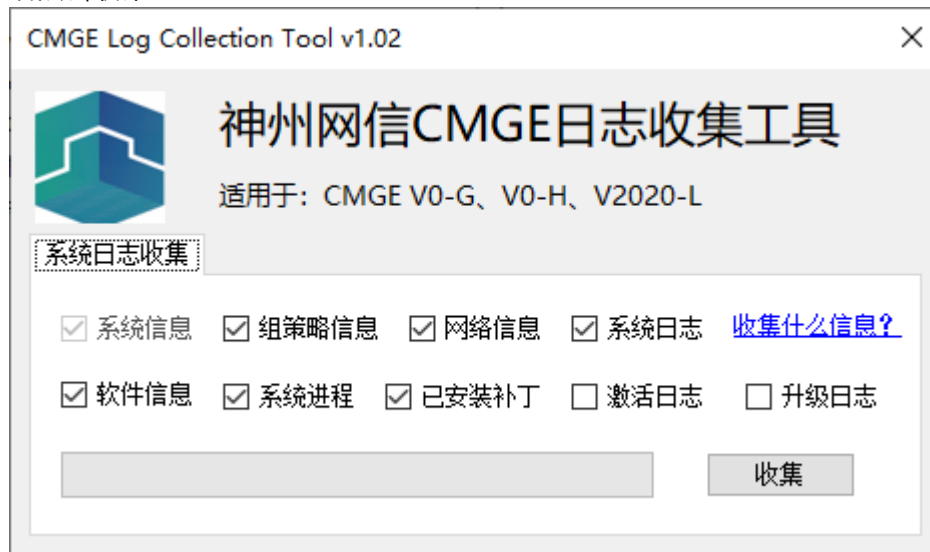 CMGE Log Collection Tool v1.02
神州网信CMGE日志收集工具
适用于：CMGE V0-G、V0-H、V2020-L
系统日志收集
系统信息 组策略信息 网络信息 系统日志 收集什么信息？
软件信息 系统进程 已安装补丁 激活日志 升级日志
收集